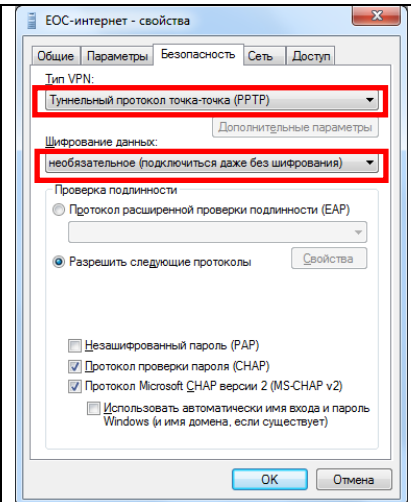 ЕОС-интернет - свойства
Общие Параметры Безопасность Сеть Доступ
Тип VPN:
Туннельный протокол точка-точка (PPTP)
Дополнительные параметры
Шифрование данных:
необязательное (подключиться даже без шифрования)
Проверка подлинности
Протокол расширенной проверки подлинности (EAP)
Разрешить следующие протоколы
Свойства
Незашифрованный пароль (PAP)
Протокол проверки пароля (CHAP)
Протокол Microsoft CHAP версии 2 (MS-CHAP v2)
Использовать автоматически имя входа и пароль
Windows (и имя домена, если существует)
OK Отмена